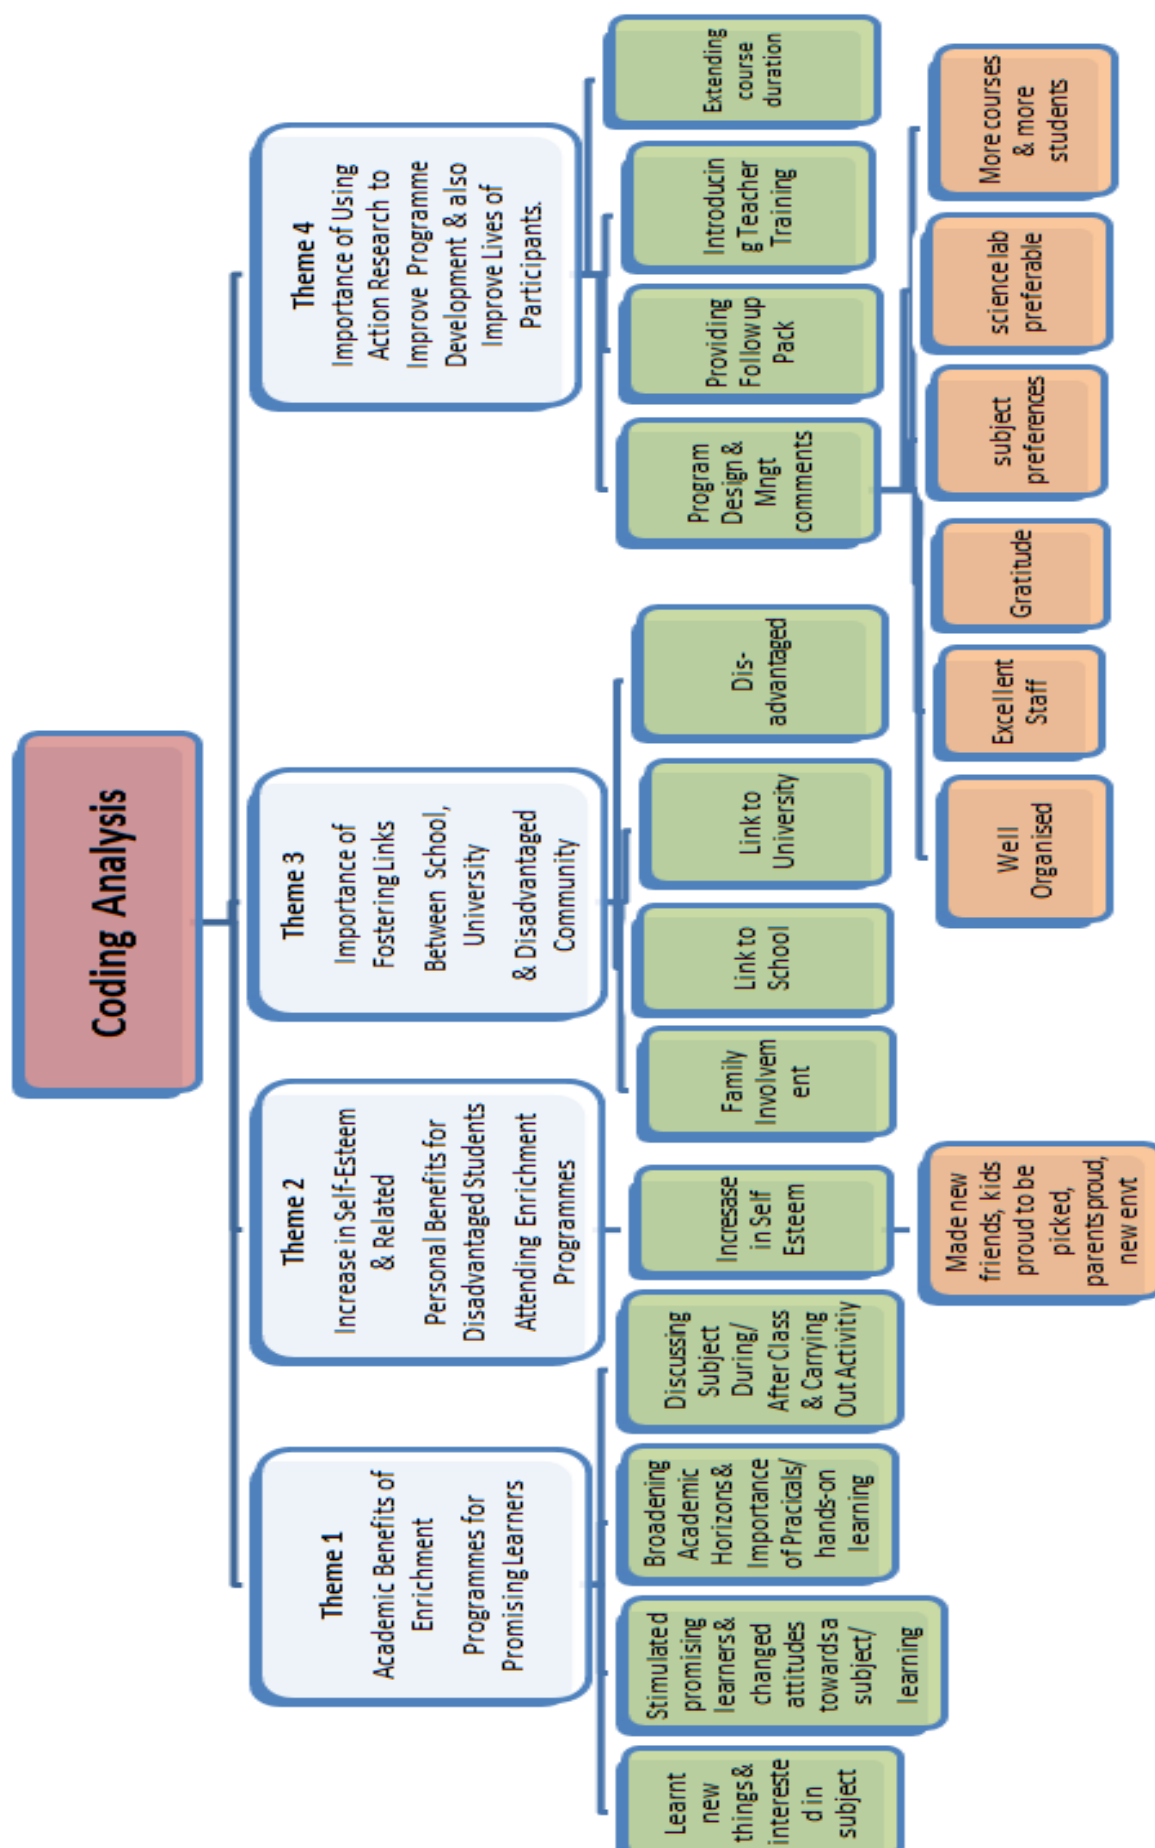 Coding Analysis
Theme 1
Academic Benefits of
Enrichment
Programmes for
Promising Learners
Theme 2
Increase in Self-Esteem
& Related
Personal Benefits for
Disadvantaged Students
Attending Enrichment
Programmes
Theme 3
Importance of
Fostering Links
Between School,
University
& Disadvantaged
Community
Theme 4
Importance of Using
Action Research to
Improve Programme
Development & also
Improve Lives of
Participants.
Learnt
new
things &
intereste
d in
subject
Stimulated
promising
learners &
changed
attitudes
towards a
subject/
learning
Broadening
Academic
Horizons &
Importance
of Pracicals/
hands-on
learning
Discussing
Subject
During/
After Class
& Carrying
Out Activitiy
Incresase
in Self
Esteem
Family
Involvem
ent
Link to
School
Link to
University
Dis-
advantaged
Program
Design &
Mngt
comments
Providing
Follow up
Pack
Introducin
g Teacher
Training
Extending
course
duration
Made new
friends, kids
proud to be
picked,
parents proud,
new envt
Well
Organised
Excellent
Staff
Gratitude
subject
preferences
science lab
preferable
More courses
& more
students